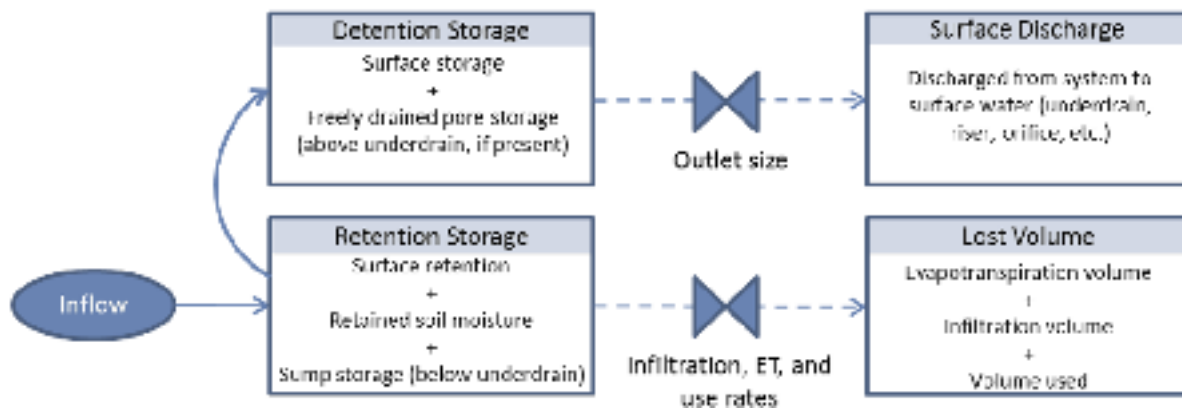 Detention Storage
Surface storage
+
Freely drained pore storage
(above underdrain, if present)
Outlet size
Surface Discharge
Discharged from system to
surface water (underdrain,
riser, orifice, etc.)
Inflow
Retention Storage
Surface retention
+
Retained soil moisture
+
Sump storage (below underdrain)
Infiltration, ET, and
use rates
Lost Volume
Evapotranspiration volume
+
Infiltration volume
+
Volume used